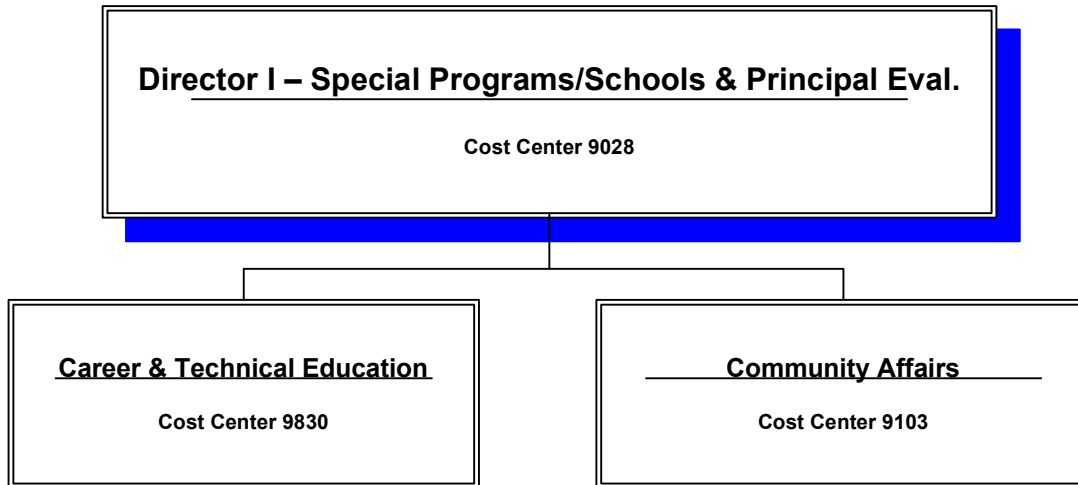 Director I – Special Programs/Schools & Principal Eval.
Cost Center 9028
Career & Technical Education
Cost Center 9830
Community Affairs
Cost Center 9103